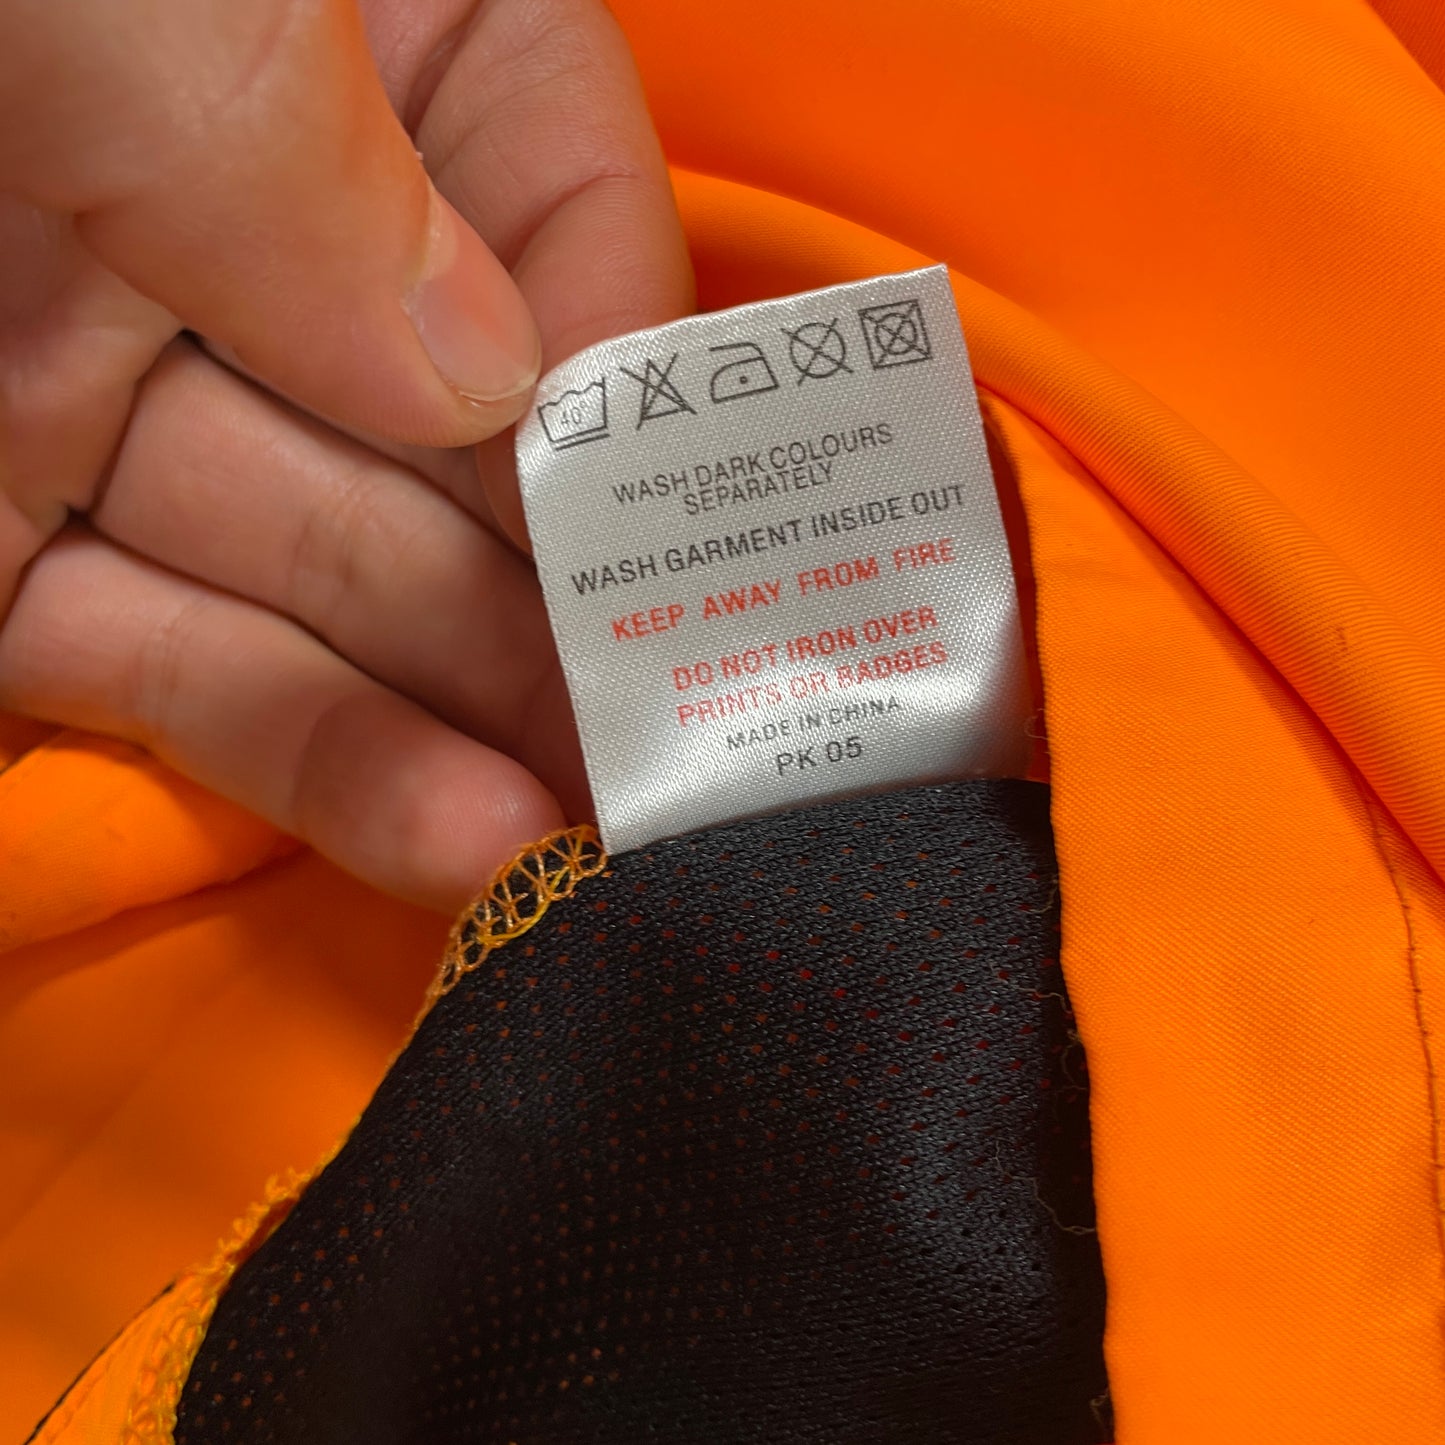 40°
WASH DARK COLOURS
SEPARATELY
WASH GARMENT INSIDE OUT
KEEP AWAY FROM FIRE
DO NOT IRON OVER
PRINTS OR BADGES
MADE IN CHINA
PK 05